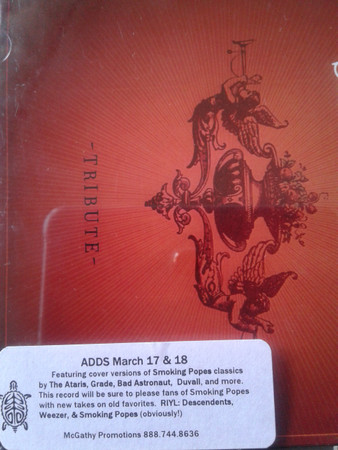 -TRIBUTE-
ADDS March 17 & 18
Featuring cover versions of Smoking Popes classics
by The Ataris, Grade, Bad Astronaut, Duvall, and more.
This record will be sure to please fans of Smoking Popes
with new takes on old favorites. RIYL: Descendents,
Weezer, & Smoking Popes (obviously!)
McGathy Promotions 888.744.8636